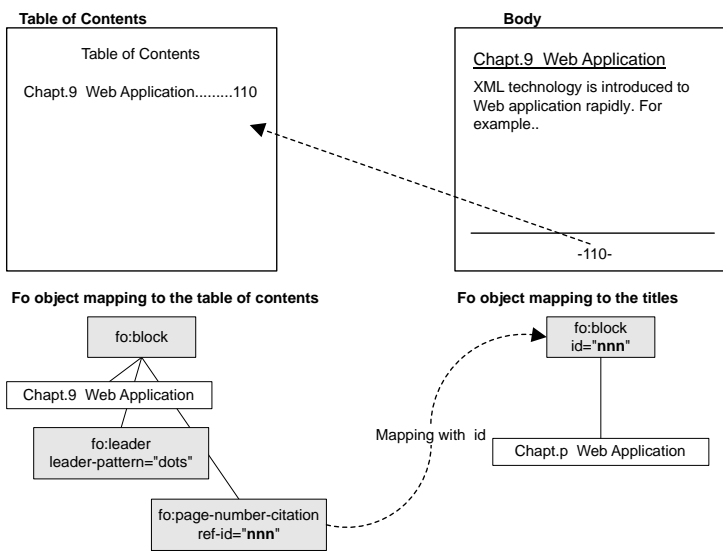 Table of Contents
Table of Contents
Chapt.9 Web Application.........110
Body
Chapt.9 Web Application
XML technology is introduced to
Web application rapidly. For
example..
-110-
Fo object mapping to the table of contents
fo:block
Chapt.9 Web Application
fo:leader
leader-pattern="dots"
fo:page-number-citation
ref-id="nnn"
Mapping with id
Fo object mapping to the titles
fo:block
id="nnn"
Chapt.p Web Application